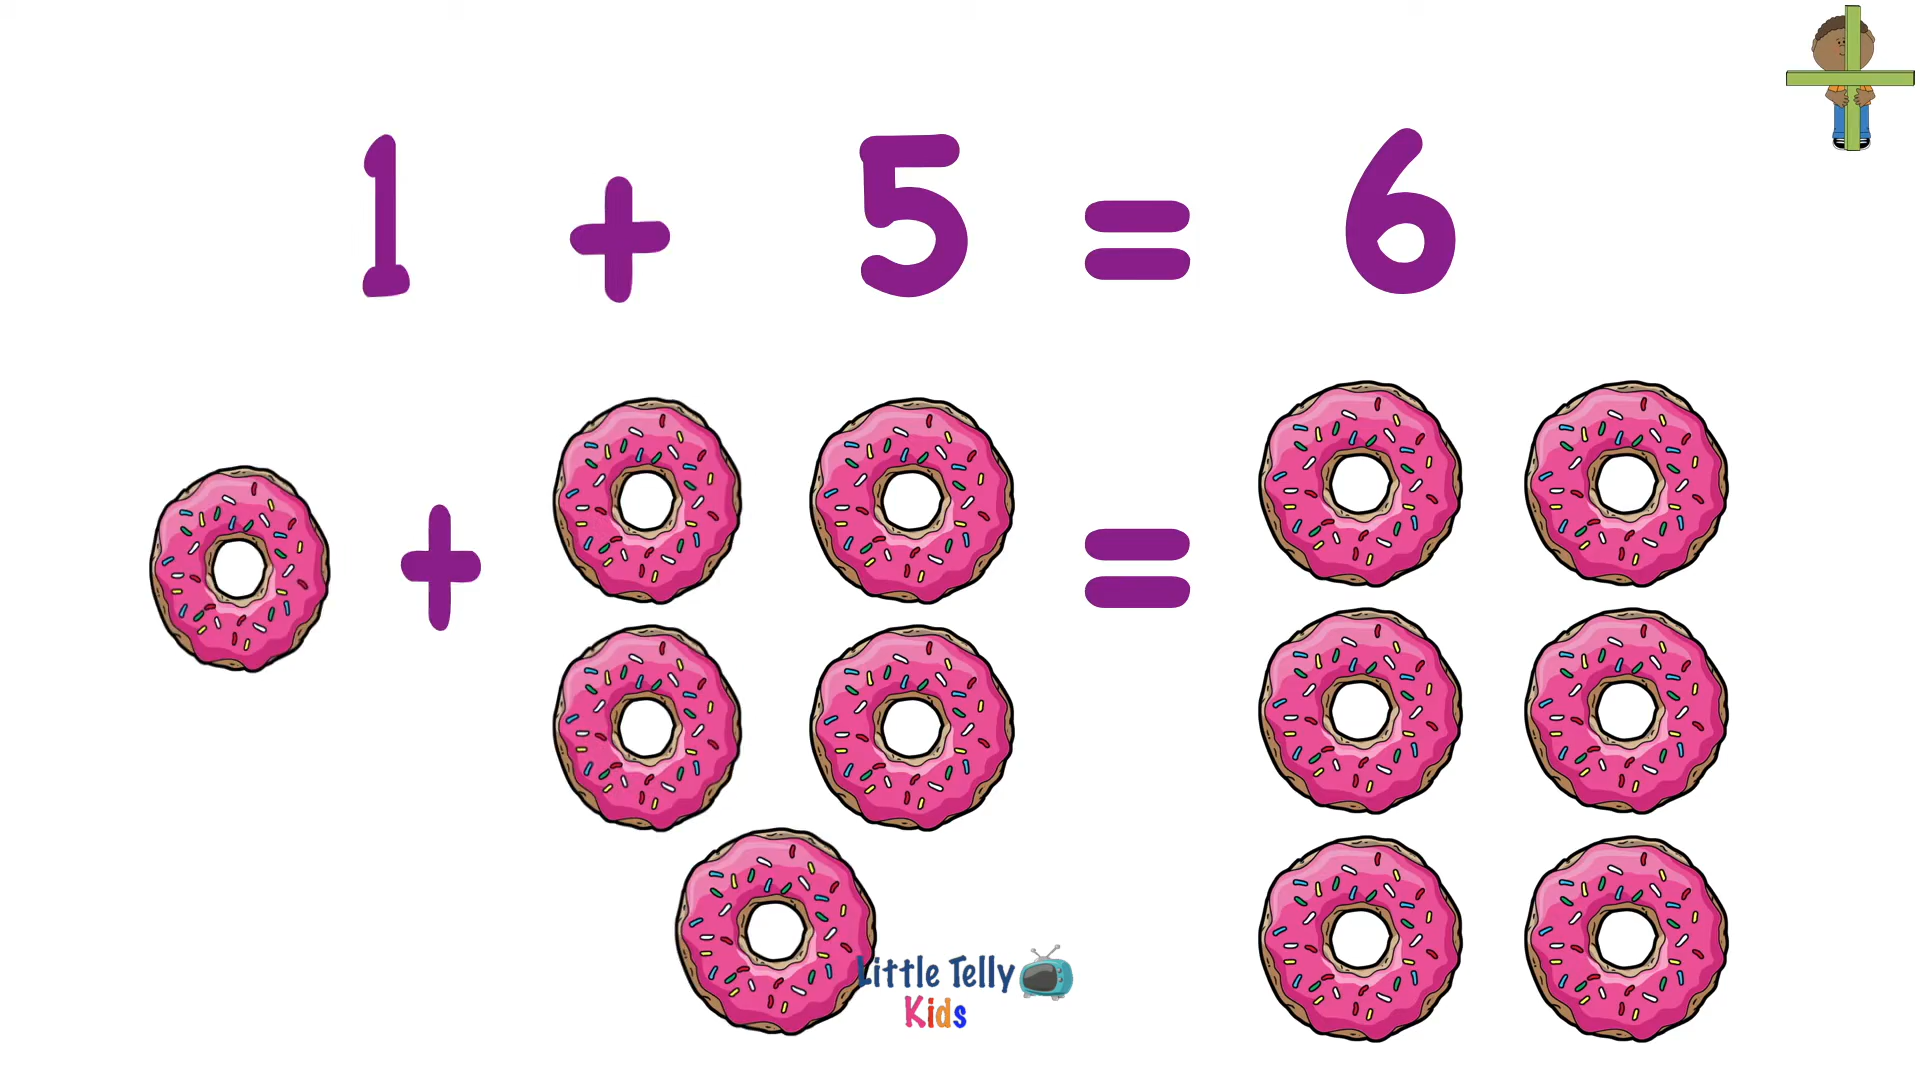 1 + 5 = 6
+ =
Little Telly
Kids